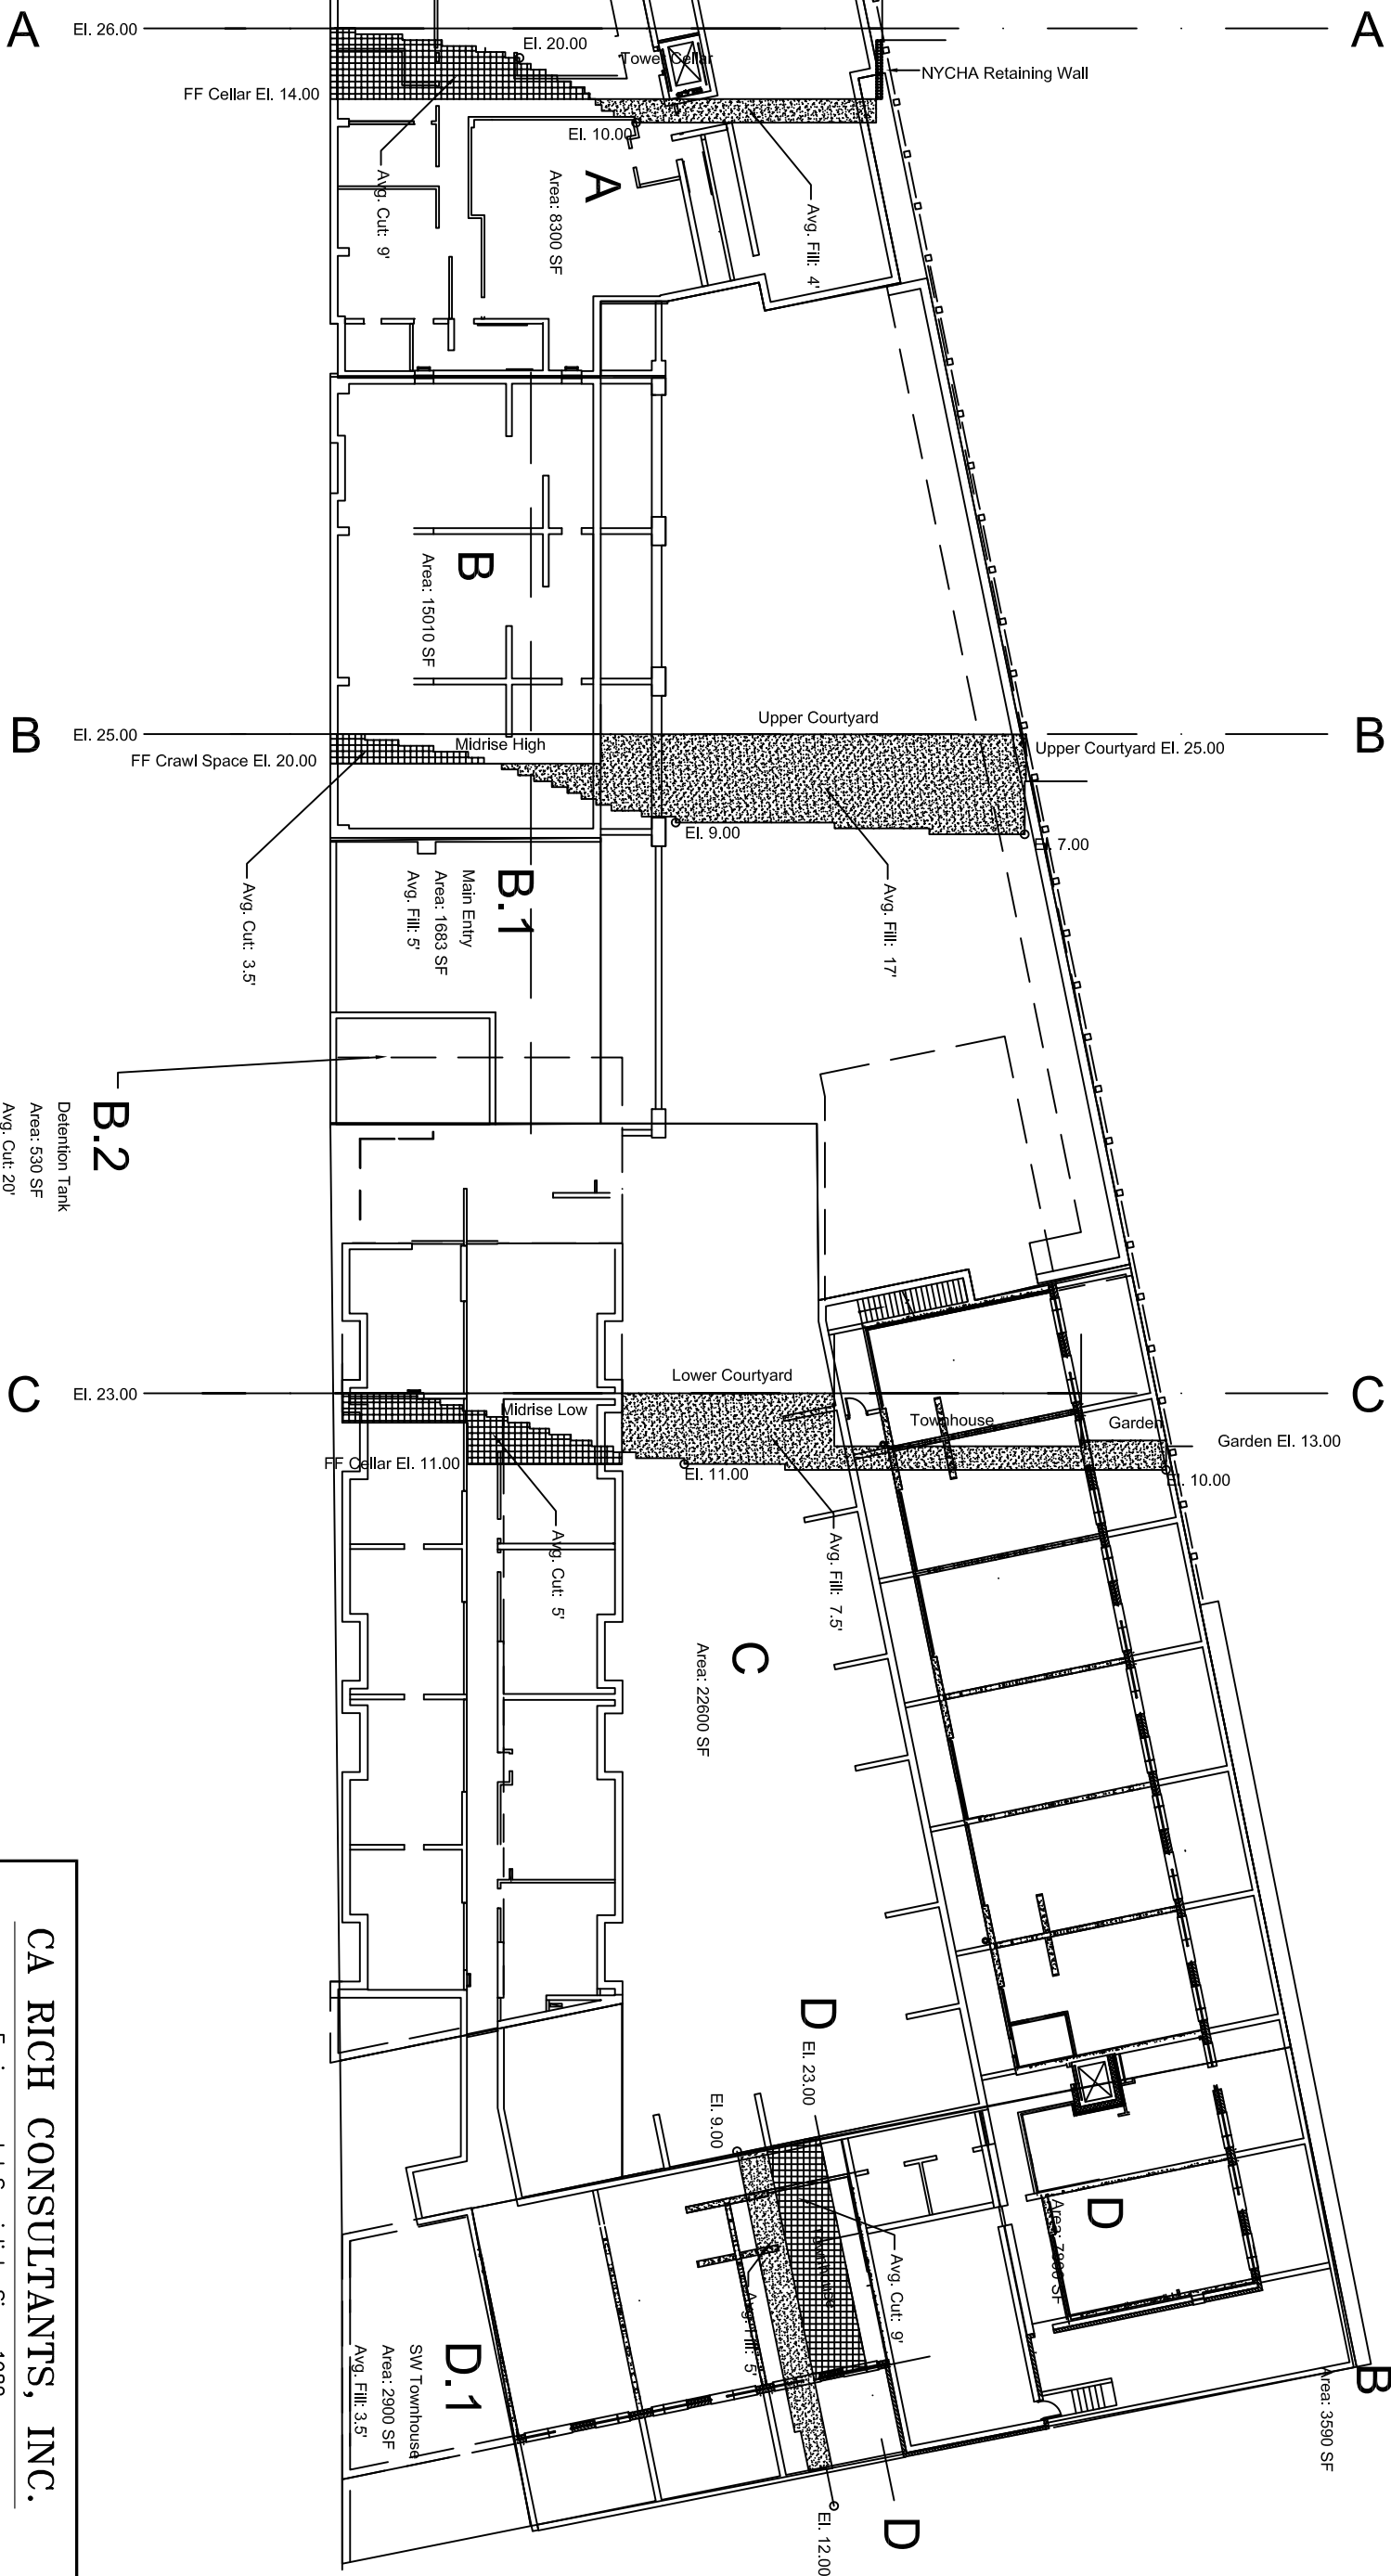 A
El. 26.00
A
El. 20.00
Tower Cellar
NYCHA Retaining Wall
FF Cellar El. 14.00
El. 10.00
Avg. Cut: 9'
A
Area: 8300 SF
Avg. Fill: 4'
B
Area: 15010 SF
Upper Courtyard
B
El. 25.00
B
Midrise High
Upper Courtyard El. 25.00
FF Crawl Space El. 20.00
El. 9.00
El. 7.00
Avg. Cut: 3.5'
B.1
Main Entry
Area: 1683 SF
Avg. Fill: 5'
Avg. Fill: 17'
B.2
Detention Tank
Area: 530 SF
Avg. Cut: 20'
Lower Courtyard
C
El. 23.00
C
Midrise Low
Townhouse
Garden
Garden El. 13.00
FF Cellar El. 11.00
El. 11.00
El. 10.00
Avg. Cut: 5'
Avg. Fill: 7.5'
C
Area: 22600 SF
D
El. 23.00
El. 9.00
D
Avg. Cut: 9'
Avg. Fill: 5'
D.1
SW Townhouse
Area: 2900 SF
Avg. Fill: 3.5'
B
Area: 3590 SF
D
El. 12.00
CA RICH CONSULTANTS, INC.